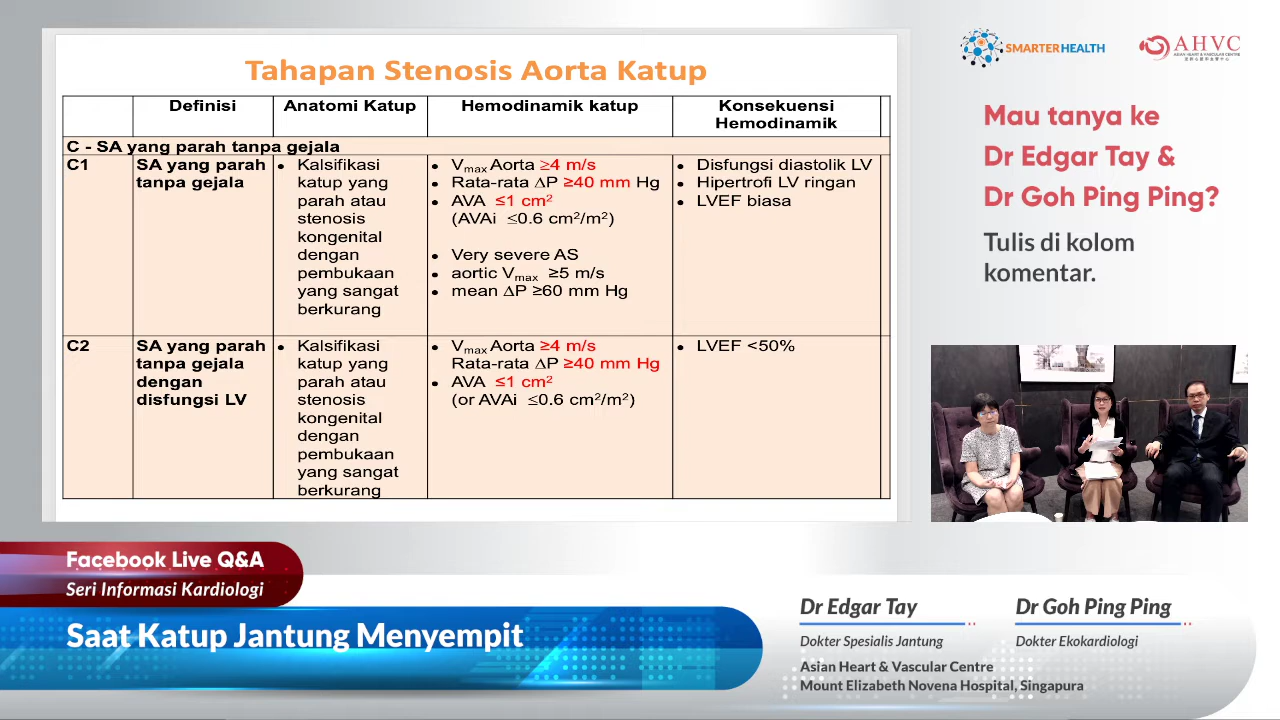 Tahapan Stenosis Aorta Katup
Definisi
Anatomi Katup
Hemodinamik katup
Konsekuensi
Hemodinamik
C - SA yang parah tanpa gejala
C1
SA yang parah
tanpa gejala
• Kalsifikasi
katup yang
parah atau
stenosis
kongenital
dengan
pembukaan
yang sangat
berkurang
• Vmax Aorta ≥4 m/s
• Rata-rata ∆P ≥40 mm Hg
• AVA ≤1 cm²
(AVAi ≤0.6 cm²/m²)
• Very severe AS
• aortic Vmax ≥5 m/s
• mean ∆P ≥60 mm Hg
• Disfungsi diastolik LV
• Hipertrofi LV ringan
• LVEF biasa
C2
SA yang parah
tanpa gejala
dengan
disfungsi LV
• Kalsifikasi
katup yang
parah atau
stenosis
kongenital
dengan
pembukaan
yang sangat
berkurang
• Vmax Aorta ≥4 m/s
Rata-rata ∆P ≥40 mm Hg
• AVA ≤1 cm²
(or AVAi ≤0.6 cm²/m²)
• LVEF <50%
SMARTERHEALTH
AHVC
ASIAN HEART & VASCULAR CENTRE
Mau tanya ke
Dr Edgar Tay &
Dr Goh Ping Ping?
Tulis di kolom
komentar.
Facebook Live Q&A
Seri Informasi Kardiologi
Saat Katup Jantung Menyempit
Dr Edgar Tay
Dokter Spesialis Jantung
Dr Goh Ping Ping
Dokter Ekokardiologi
Asian Heart & Vascular Centre
Mount Elizabeth Novena Hospital, Singapura